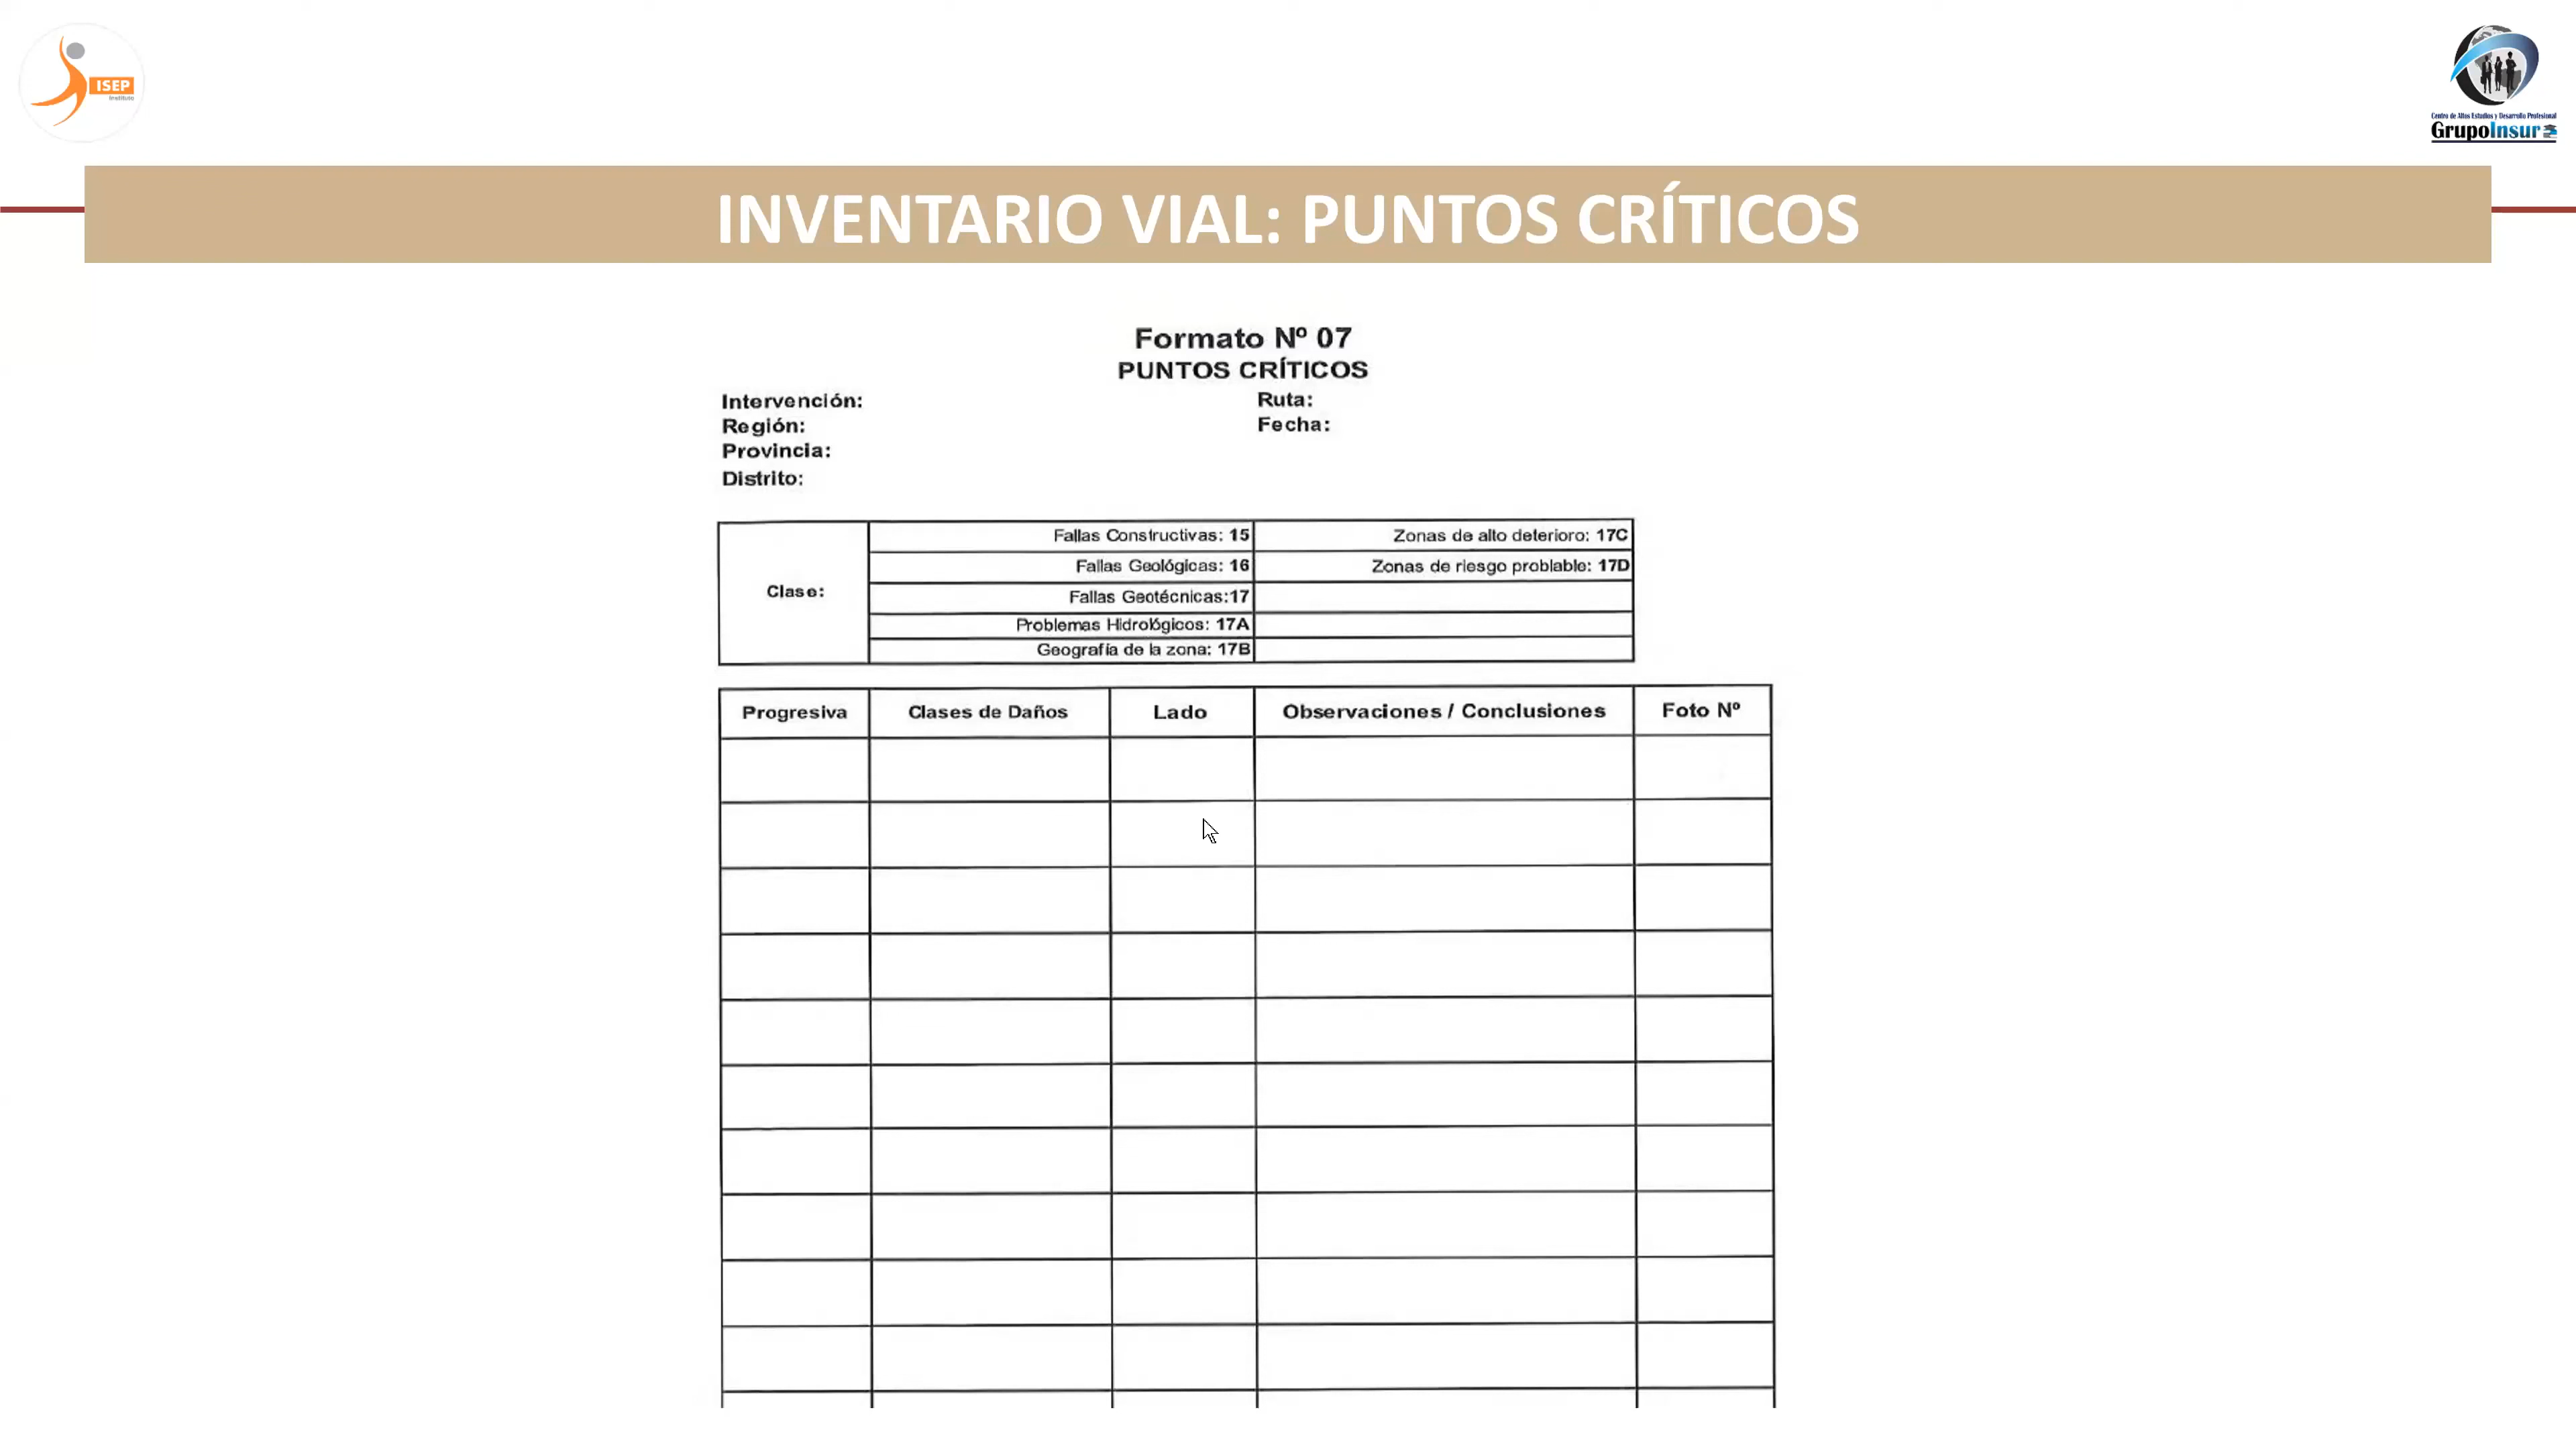 ISEP
Instituto
Centro de Altos Estudios y Desarrollo Profesional
GrupoInsur
INVENTARIO VIAL: PUNTOS CRÍTICOS
Formato Nº 07
PUNTOS CRÍTICOS
Intervención:
Ruta:
Región:
Fecha:
Provincia:
Distrito:
Clase:
Fallas Constructivas: 15
Zonas de alto deterioro: 17C
Fallas Geológicas: 16
Zonas de riesgo problable: 17D
Fallas Geotécnicas:17
Problemas Hidrológicos: 17A
Geografía de la zona: 17B
Progresiva Clases de Daños Lado Observaciones / Conclusiones Foto Nº